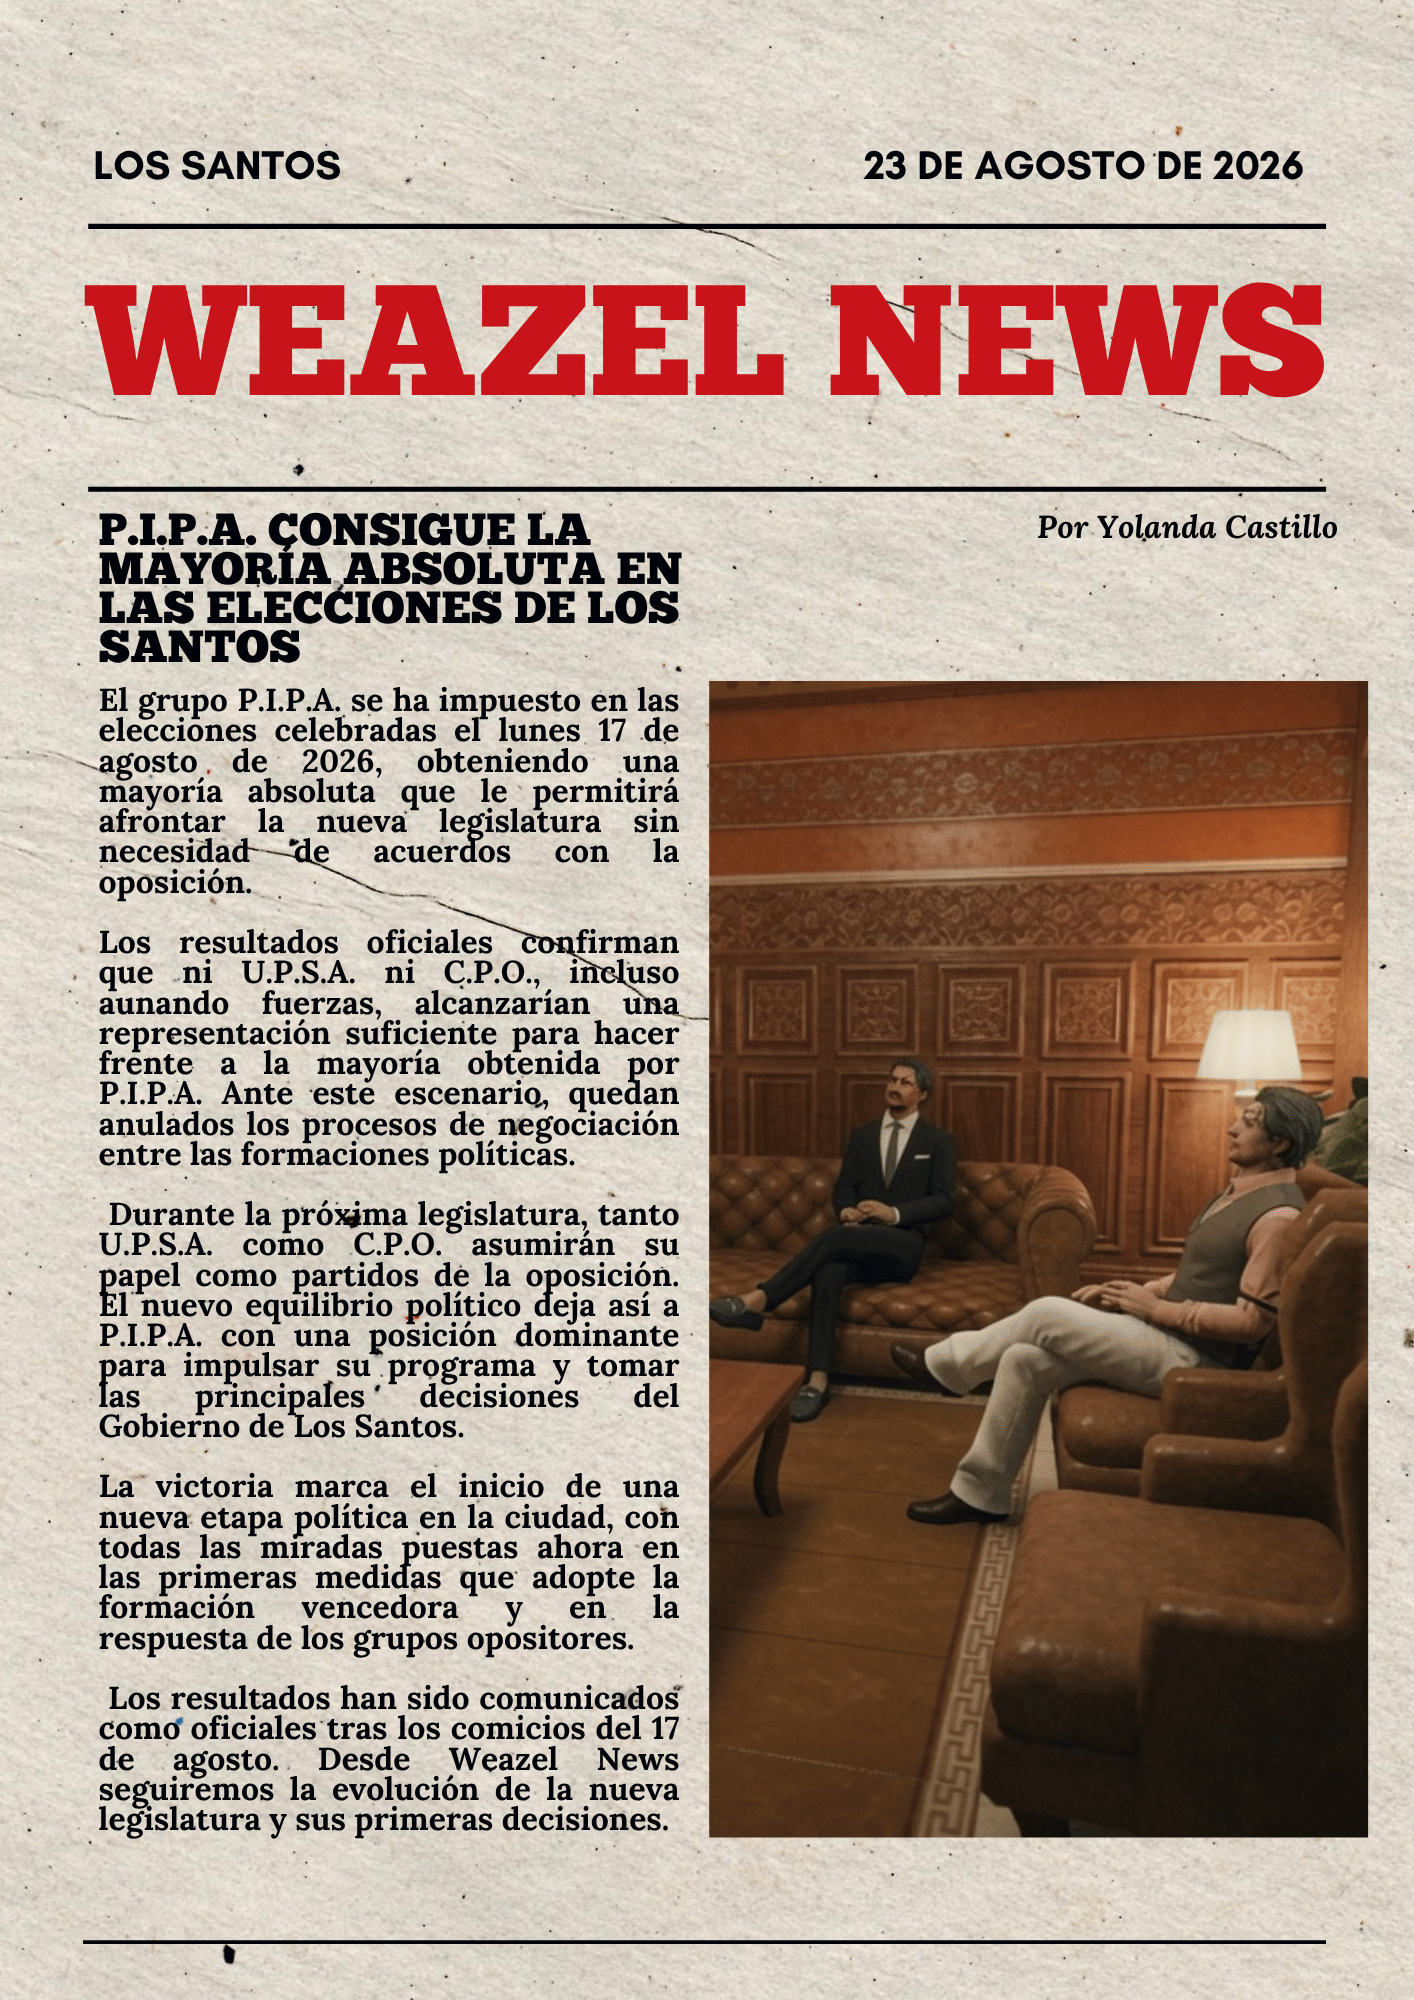 LOS SANTOS
23 DE AGOSTO DE 2026
WEAZEL NEWS
P.I.P.A. CONSIGUE LA
MAYORÍA ABSOLUTA EN
LAS ELECCIONES DE LOS
SANTOS
Por Yolanda Castillo
El grupo P.I.P.A. se ha impuesto en las
elecciones celebradas el lunes 17 de
agosto de 2026, obteniendo una
mayoría absoluta que le permitirá
afrontar la nueva legislatura sin
necesidad de acuerdos con la
oposición.
Los resultados oficiales confirman
que ni U.P.S.A. ni C.P.O., incluso
aunando fuerzas, alcanzarían una
representación suficiente para hacer
frente a la mayoría obtenida por
P.I.P.A. Ante este escenario, quedan
anulados los procesos de negociación
entre las formaciones políticas.
Durante la próxima legislatura, tanto
U.P.S.A. como C.P.O. asumirán su
papel como partidos de la oposición.
El nuevo equilibrio político deja así a
P.I.P.A. con una posición dominante
para impulsar su programa y tomar
las principales decisiones del
Gobierno de Los Santos.
La victoria marca el inicio de una
nueva etapa política en la ciudad, con
todas las miradas puestas ahora en
las primeras medidas que adopte la
formación vencedora y en la
respuesta de los grupos opositores.
Los resultados han sido comunicados
como oficiales tras los comicios del 17
de agosto. Desde Weazel News
seguiremos la evolución de la nueva
legislatura y sus primeras decisiones.